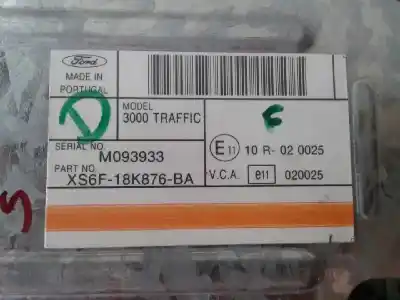 Ford
MADE IN
PORTUGAL
D
MODEL
3000 TRAFFIC
C
SERIAL NO.
M093933
PART NO.
XS6F-18K876-BA
E 11 10 R- 02 0025
V.C.A. e11 020025